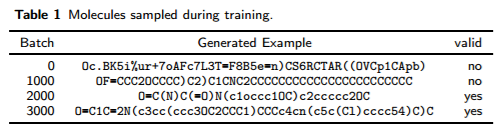 Table 1 Molecules sampled during training.
Batch Generated Example valid
0 Oc.BK5i%ur+7oAFc7L3T=F8B5e=n)CS6RCTAR((OVCp1CApb) no
1000 OF=CCC2OCCCC)C2)C1CNC2CCCCCCCCCCCCCCCCCCCCCCC no
2000 O=C(N)C(=O)N(c1occc1OC)c2ccccc2OC yes
3000 O=C1C=2N(c3cc(ccc3OC2CCC1)CCCc4cn(c5c(Cl)cccc54)C)C yes